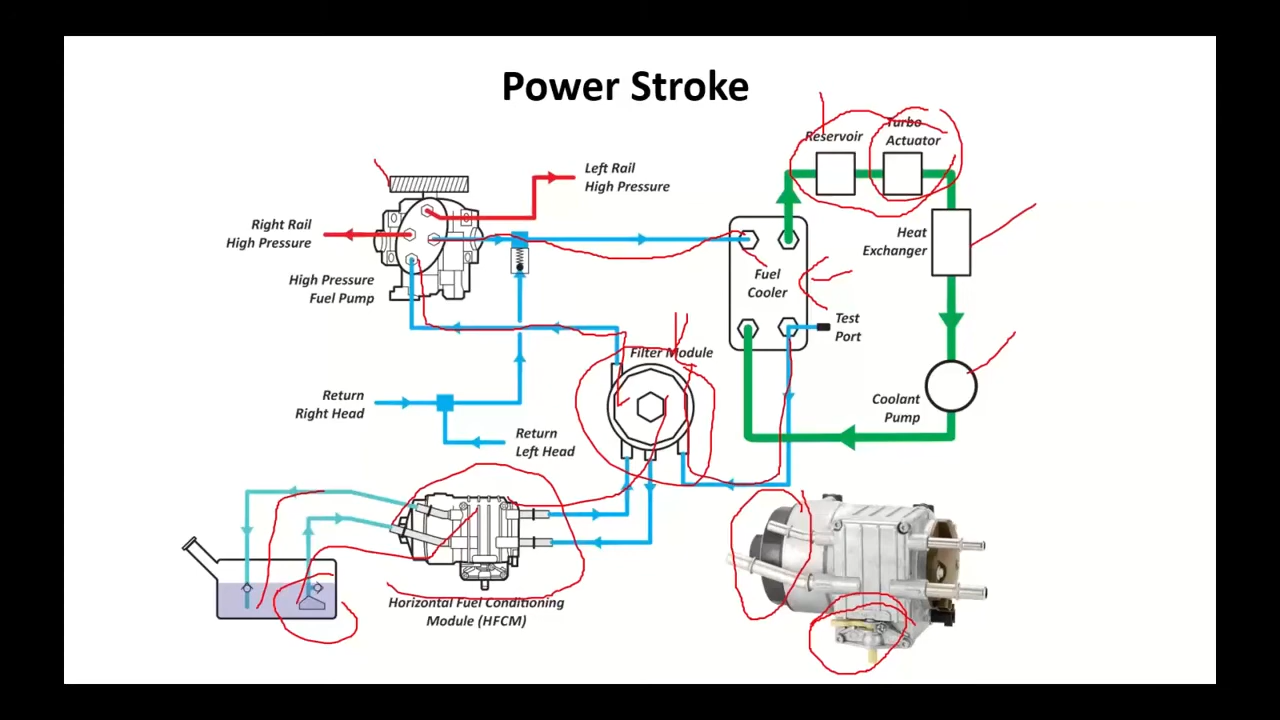 Power Stroke
Reservoir
Turbo
Actuator
Left Rail
High Pressure
Right Rail
High Pressure
Heat
Exchanger
High Pressure
Fuel Pump
Fuel
Cooler
Test
Port
Filter Module
Return
Right Head
Coolant
Pump
Return
Left Head
Horizontal Fuel Conditioning
Module (HFCM)